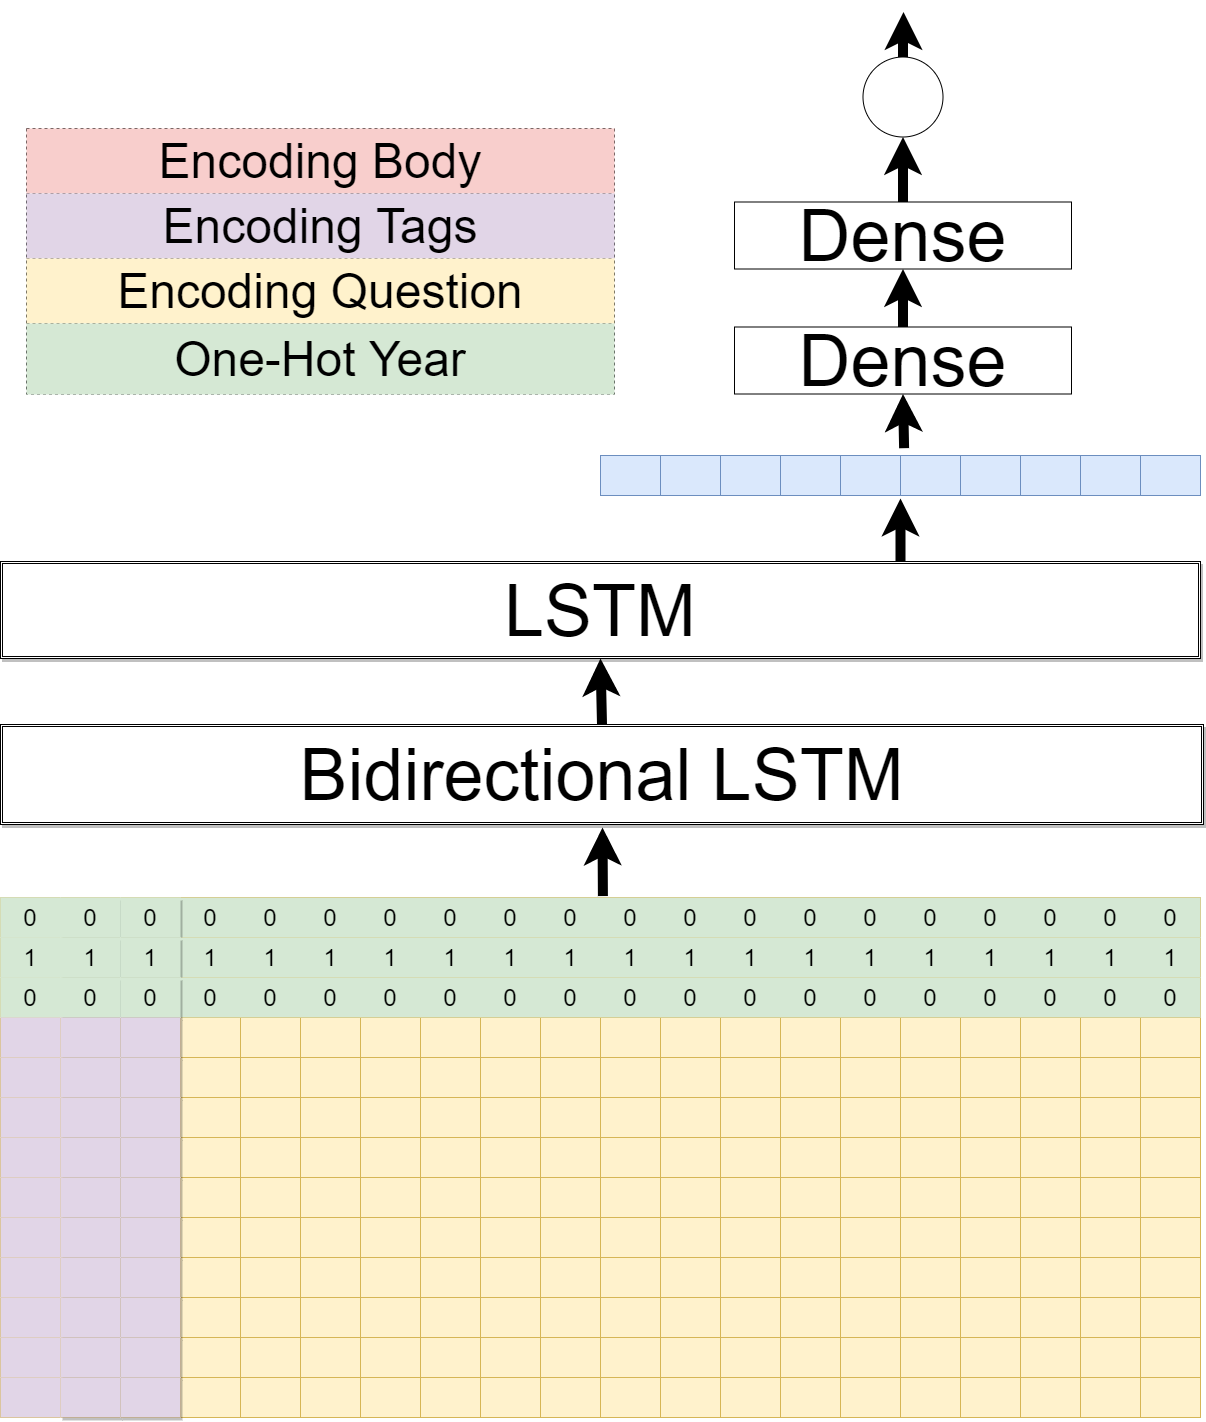 Encoding Body
Encoding Tags
Encoding Question
One-Hot Year
Dense
Dense
LSTM
Bidirectional LSTM
0 0 0 0 0 0 0 0 0 0 0 0 0 0 0 0 0 0 0 0
1 1 1 1 1 1 1 1 1 1 1 1 1 1 1 1 1 1 1 1
0 0 0 0 0 0 0 0 0 0 0 0 0 0 0 0 0 0 0 0